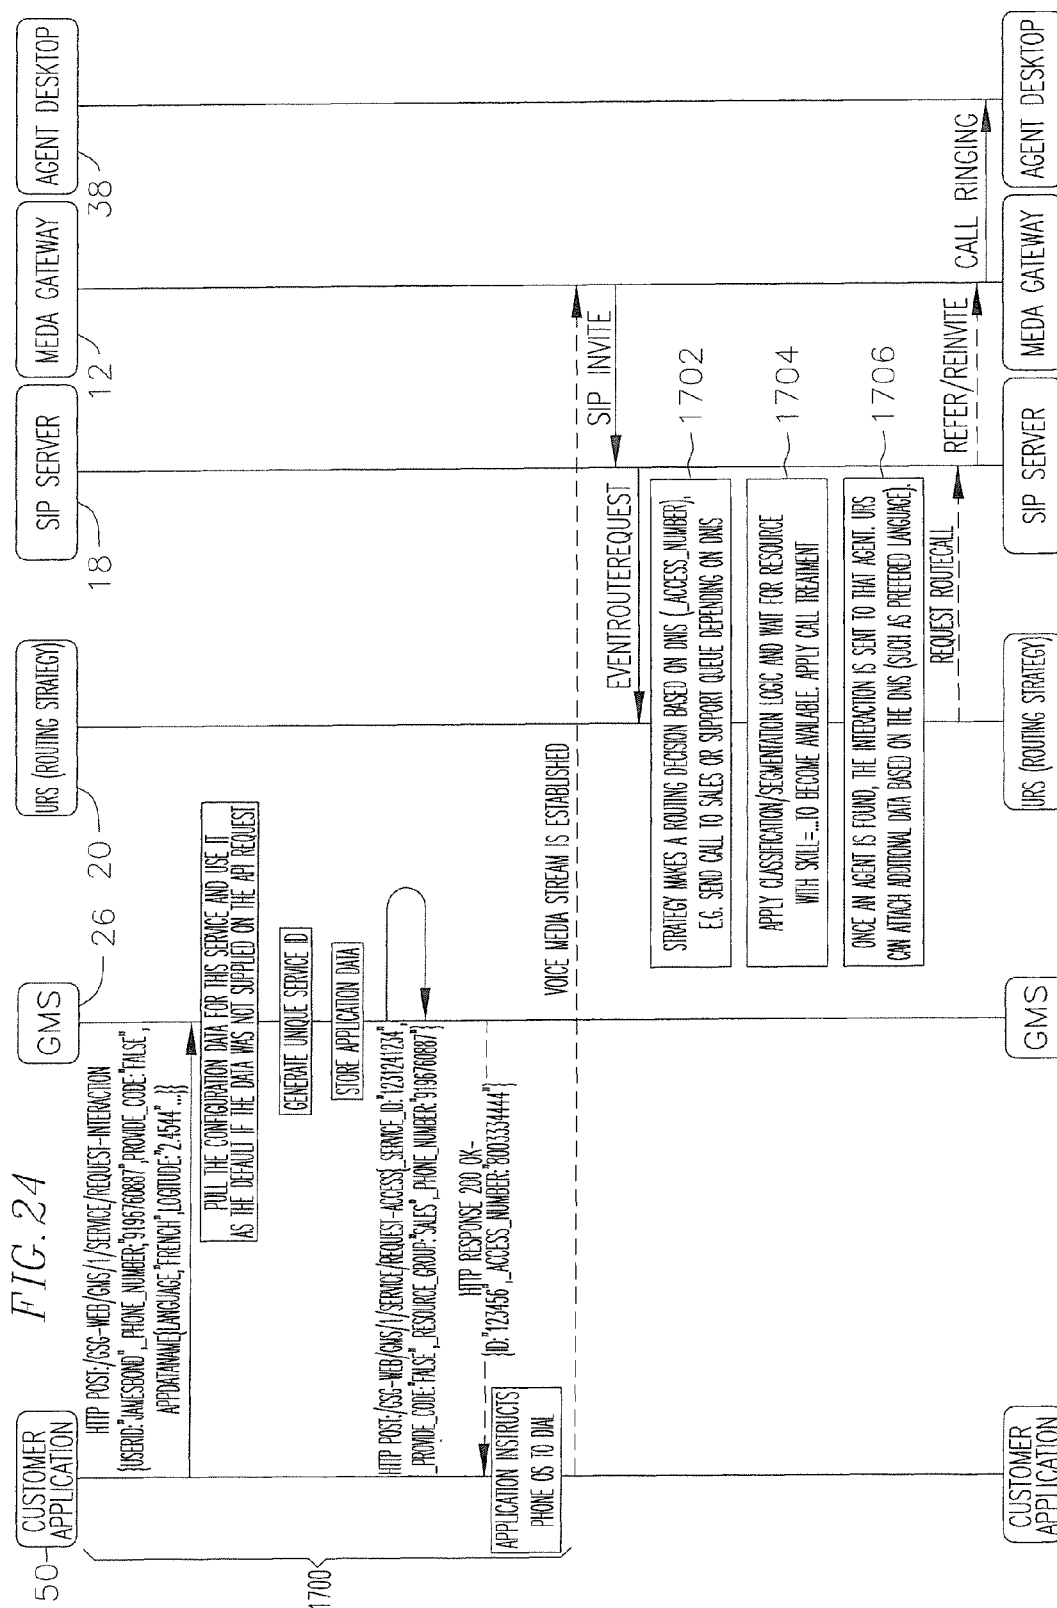 FIG. 24
50
CUSTOMER
APPLICATION
GMS
26
URS (ROUTING STRATEGY)
20
SIP SERVER
18
MEDA GATEWAY
12
AGENT DESKTOP
38
HTTP POST:/GSG-WEB/GMS/1/SERVICE/REQUEST-INTERACTION
{USERID:"JAMESBOND",_PHONE_NUMBER;"9196760887",PROVIDE_CODE:"FALSE",
APPDATANAME{LANGUAGE,"FRENCH",LOGITUDE:"2.4544"...}}
PULL THE CONFIGURATION DATA FOR THIS SERVICE AND USE IT
AS THE DEFAULT IF THE DATA WAS NOT SUPPLED ON THE API REQUEST
GENERATE UNIQUE SERVICE ID
STORE APPLICATION DATA
HTTP POST:/GSG-WEB/GMS/1/SERVICE/REQUEST-ACCESS{_SERVICE_ID:"1231241234",
_PROVIDE_CODE:"FALSE",_RESOURCE_GROUP:"SALES",_PHONE_NUMBER:"9196760887"}
HTTP RESPONSE 200 OK-
{ID:"123456",_ACCESS_NUMBER:"8003334444"}
APPLICATION INSTRUCTS
PHONE OS TO DIAL
1700
VOICE MEDIA STREAM IS ESTABLISHED
SIP INVITE
EVENTROUTEREQUEST
STRATEGY MAKES A ROUTING DECISION BASED ON DNIS (_ACCESS_NUMBER),
E.G. SEND CALL TO SALES OR SUPPORT QUEUE DEPENDING ON DNIS
1702
APPLY CLASSIFICATION/SEGMENTATION LOGIC AND WAIT FOR RESOURCE
WITH SKILL=...TO BECOME AVAILABLE. APPLY CALL TREATMENT
1704
ONCE AN AGENT IS FOUND, THE INTERACTION IS SENT TO THAT AGENT. URS
CAN ATTACH ADDITIONAL DATA BASED ON THE DNIS (SUCH AS PREFERED LANGUAGE).
1706
REQUEST ROUTECALL
REFER/REINVITE
CALL RINGING
CUSTOMER
APPLICATION
GMS
URS (ROUTING STRATEGY)
SIP SERVER
MEDA GATEWAY
AGENT DESKTOP